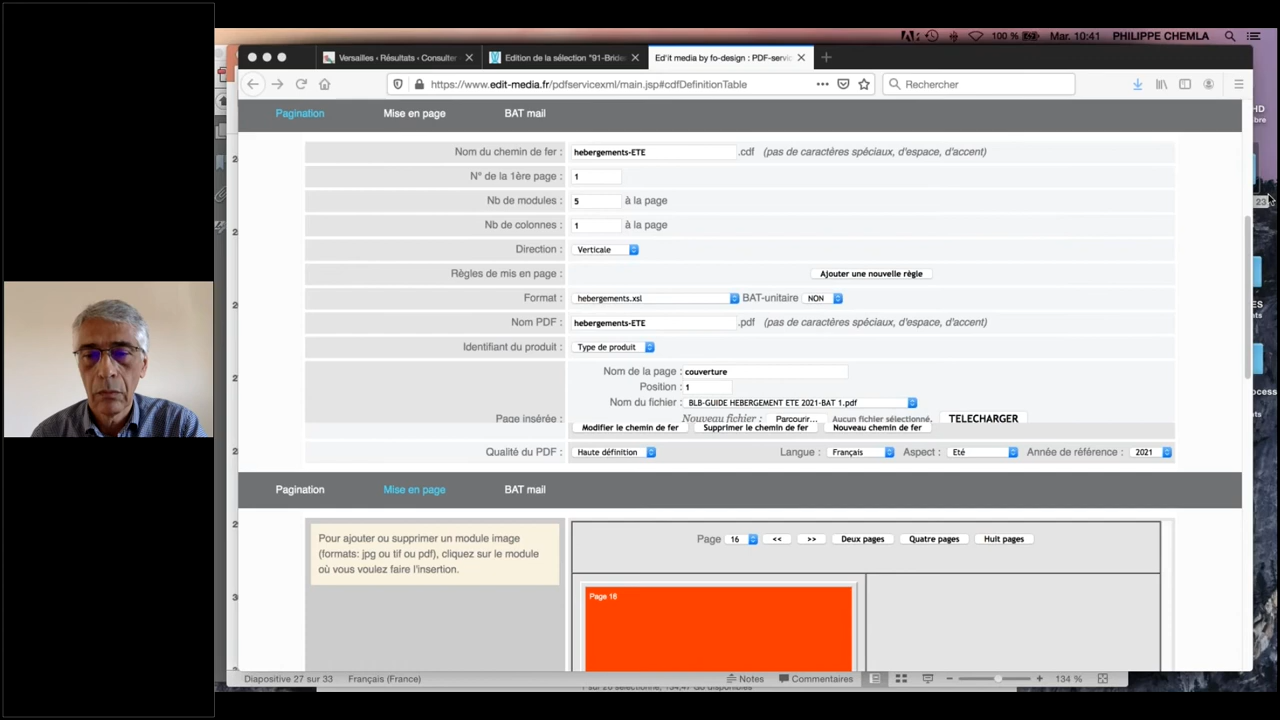 100 % Mar. 10:41 PHILIPPE CHEMLA
Versailles ‹ Résultats ‹ Consulter
Edition de la sélection "91-Bride
Ed'it media by fo-design : PDF-servi
https://www.edit-media.fr/pdfservicexml/main.jsp#cdfDefinitionTable
Rechercher
HD
Pagination Mise en page BAT mail
Nom du chemin de fer : hebergements-ETE .cdf (pas de caractères spéciaux, d'espace, d'accent)
N° de la 1ère page : 1
Nb de modules : 5 à la page
Nb de colonnes : 1 à la page
Direction : Verticale
Règles de mis en page : Ajouter une nouvelle règle
Format : hebergements.xsl BAT-unitaire NON
Nom PDF : hebergements-ETE .pdf (pas de caractères spéciaux, d'espace, d'accent)
Identifiant du produit : Type de produit
Nom de la page : couverture
Position : 1
Nom du fichier : BLB-GUIDE HEBERGEMENT ETE 2021-BAT 1.pdf
Page insérée : Nouveau fichier : Parcourir... Aucun fichier sélectionné. TELECHARGER
Modifier le chemin de fer Supprimer le chemin de fer Nouveau chemin de fer
Qualité du PDF : Haute définition Langue : Français Aspect : Eté Année de référence : 2021
Pagination Mise en page BAT mail
Pour ajouter ou supprimer un module image
(formats: jpg ou tif ou pdf), cliquez sur le module
où vous voulez faire l'insertion.
Page 16 << >> Deux pages Quatre pages Huit pages
Page 16
Diapositive 27 sur 33 Français (France) Notes Commentaires 134 %